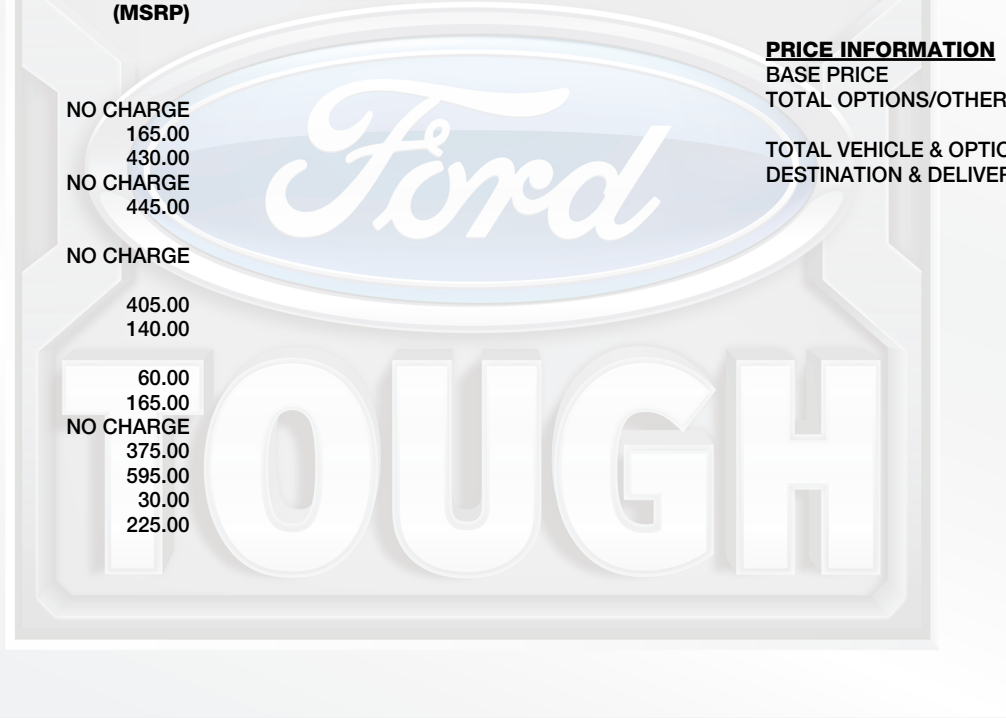 (MSRP)
NO CHARGE
165.00
430.00
NO CHARGE
445.00
NO CHARGE
405.00
140.00
60.00
165.00
NO CHARGE
375.00
595.00
30.00
225.00
PRICE INFORMATION
BASE PRICE
TOTAL OPTIONS/OTHER
TOTAL VEHICLE & OPTIO
DESTINATION & DELIVER
Ford
TOUGH